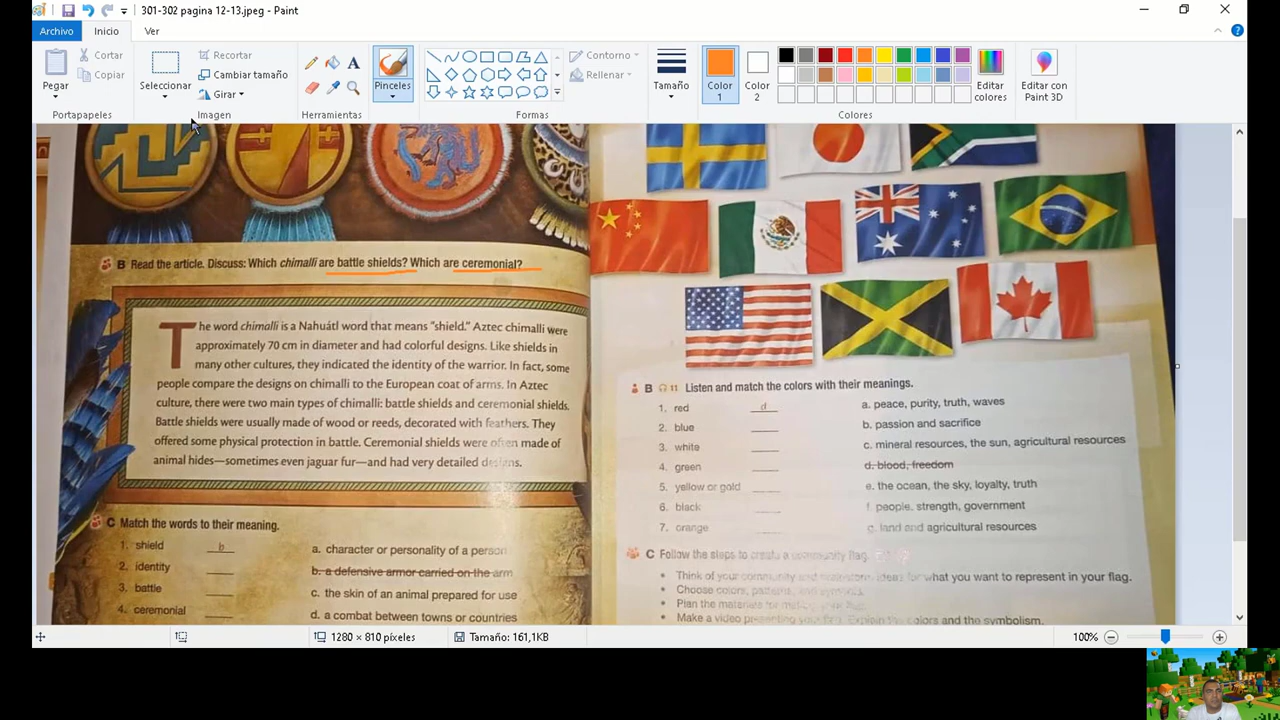 301-302 pagina 12-13.jpeg - Paint
Archivo Inicio Ver
Pegar
Cortar
Copiar
Portapapeles
Seleccionar
Recortar
Cambiar tamaño
Girar
Imagen
A
Herramientas
Pinceles
Contorno
Rellenar
Formas
Tamaño
Color
1
Color
2
Editar
colores
Colores
Editar con
Paint 3D
B Read the article. Discuss: Which chimalli are battle shields? Which are ceremonial?
The word chimalli is a Nahuátl word that means "shield." Aztec chimalli were
approximately 70 cm in diameter and had colorful designs. Like shields in
many other cultures, they indicated the identity of the warrior. In fact, some
people compare the designs on chimalli to the European coat of arms. In Aztec
culture, there were two main types of chimalli: battle shields and ceremonial shields.
Battle shields were usually made of wood or reeds, decorated with feathers. They
offered some physical protection in battle. Ceremonial shields were often made of
animal hides—sometimes even jaguar fur—and had very detailed designs.
C Match the words to their meaning.
1. shield b
2. identity
3. battle
4. ceremonial
a. character or personality of a person
b. a defensive armor carried on the arm
c. the skin of an animal prepared for use
d. a combat between towns or countries
B 11 Listen and match the colors with their meanings.
1. red d
2. blue
3. white
4. green
5. yellow or gold
6. black
7. orange
a. peace, purity, truth, waves
b. passion and sacrifice
c. mineral resources, the sun, agricultural resources
d. blood, freedom
e. the ocean, the sky, loyalty, truth
f. people, strength, government
g. land and agricultural resources
C Follow the steps to create a community flag.
• Think of your community and brainstorm ideas for what you want to represent in your flag.
• Choose colors, patterns, and symbols.
• Plan the materials for making your flag.
• Make a video presenting your flag. Explain the colors and the symbolism.
1280 × 810 píxeles
Tamaño: 161,1KB
100%